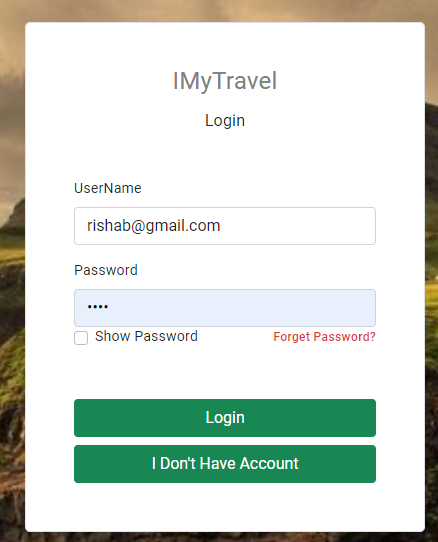 IMyTravel
Login
UserName
rishab@gmail.com
Password
••••
Show Password Forget Password?
Login
I Don't Have Account